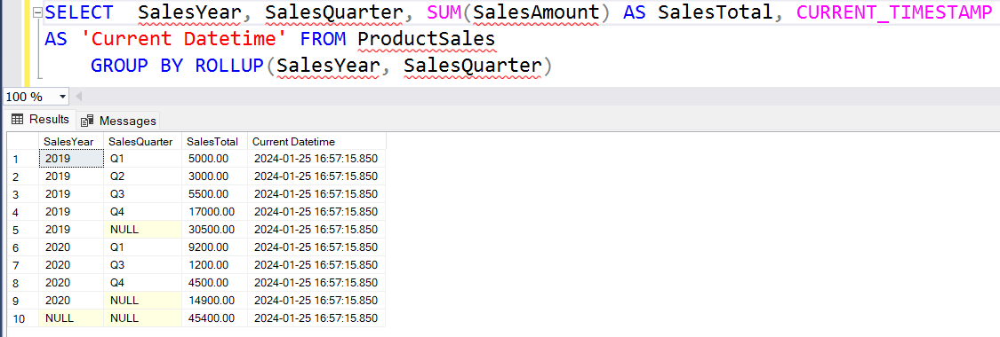 SELECT SalesYear, SalesQuarter, SUM(SalesAmount) AS SalesTotal, CURRENT_TIMESTAMP
AS 'Current Datetime' FROM ProductSales
GROUP BY ROLLUP(SalesYear, SalesQuarter)
100 %
Results Messages
SalesYear SalesQuarter SalesTotal Current Datetime
1 2019 Q1 5000.00 2024-01-25 16:57:15.850
2 2019 Q2 3000.00 2024-01-25 16:57:15.850
3 2019 Q3 5500.00 2024-01-25 16:57:15.850
4 2019 Q4 17000.00 2024-01-25 16:57:15.850
5 2019 NULL 30500.00 2024-01-25 16:57:15.850
6 2020 Q1 9200.00 2024-01-25 16:57:15.850
7 2020 Q3 1200.00 2024-01-25 16:57:15.850
8 2020 Q4 4500.00 2024-01-25 16:57:15.850
9 2020 NULL 14900.00 2024-01-25 16:57:15.850
10 NULL NULL 45400.00 2024-01-25 16:57:15.850